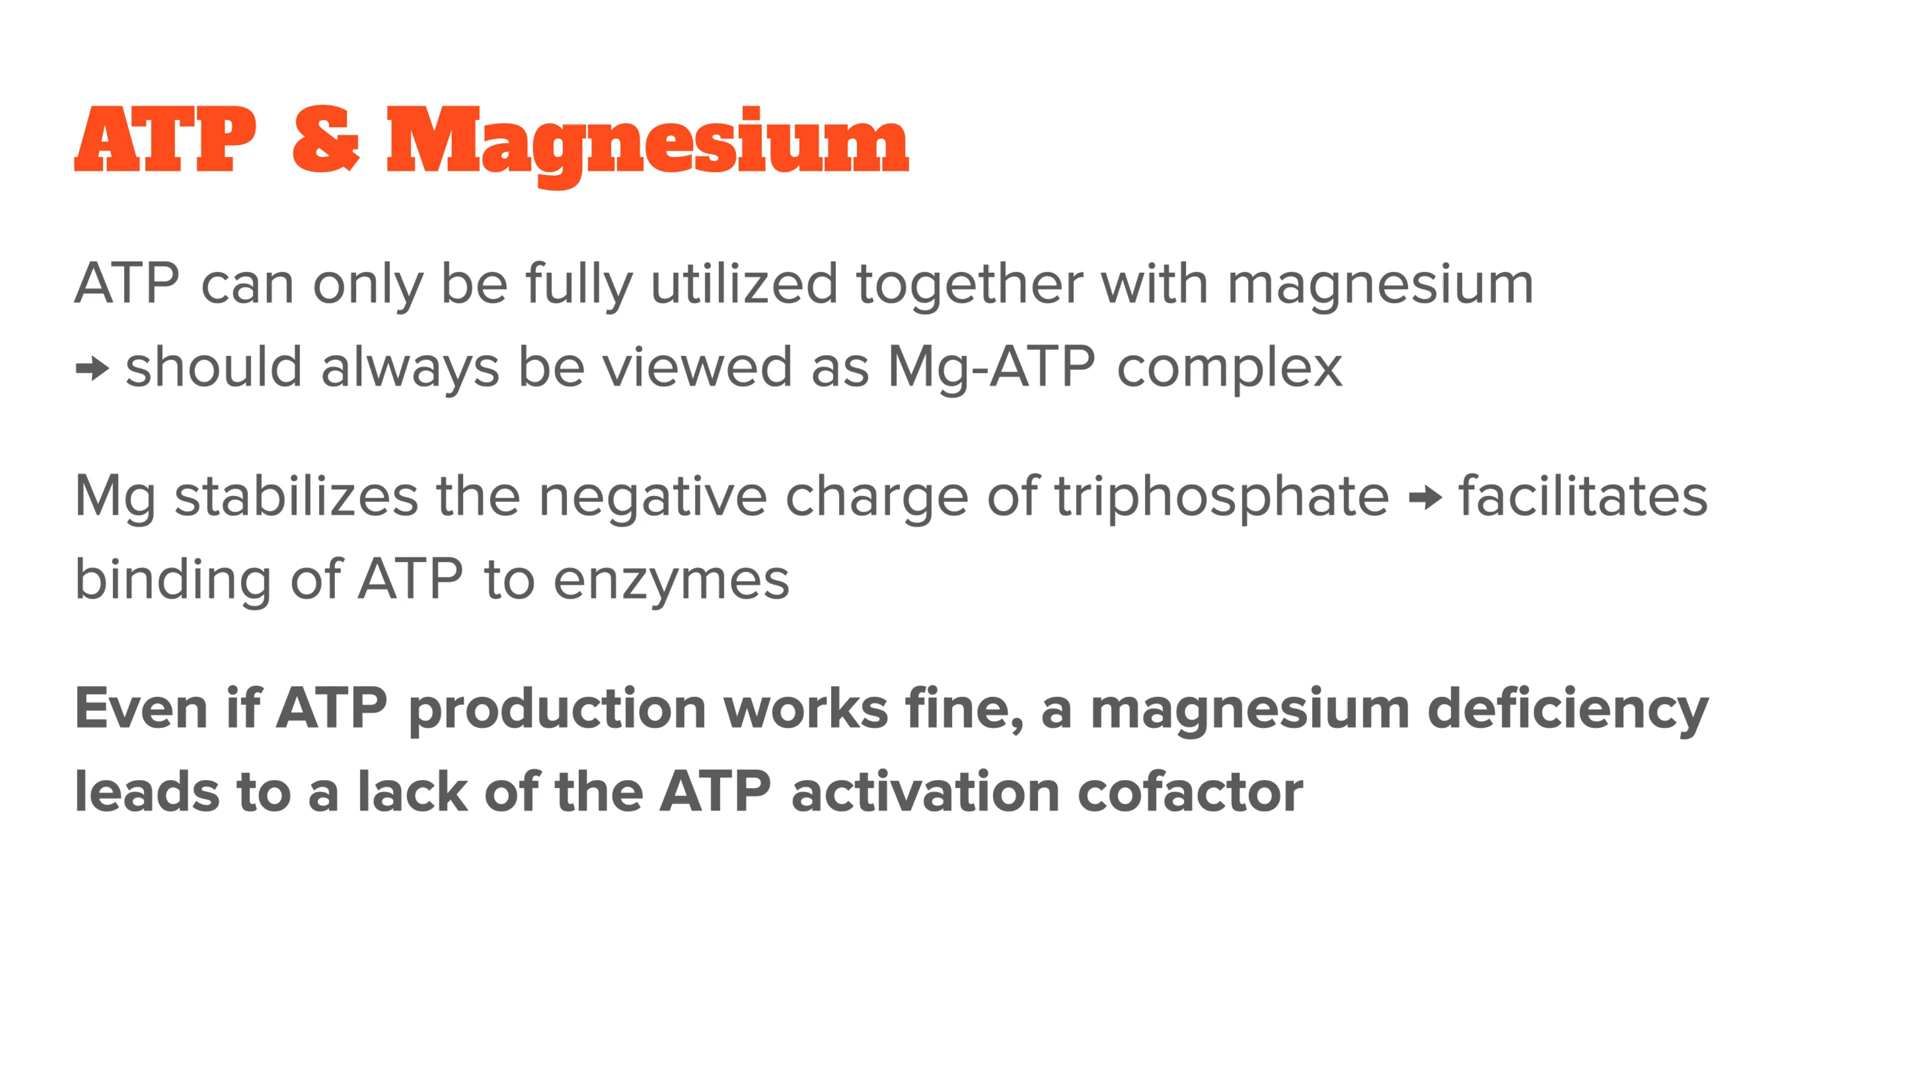 ATP & Magnesium
ATP can only be fully utilized together with magnesium
➞ should always be viewed as Mg-ATP complex
Mg stabilizes the negative charge of triphosphate ➞ facilitates
binding of ATP to enzymes
Even if ATP production works fine, a magnesium deficiency
leads to a lack of the ATP activation cofactor